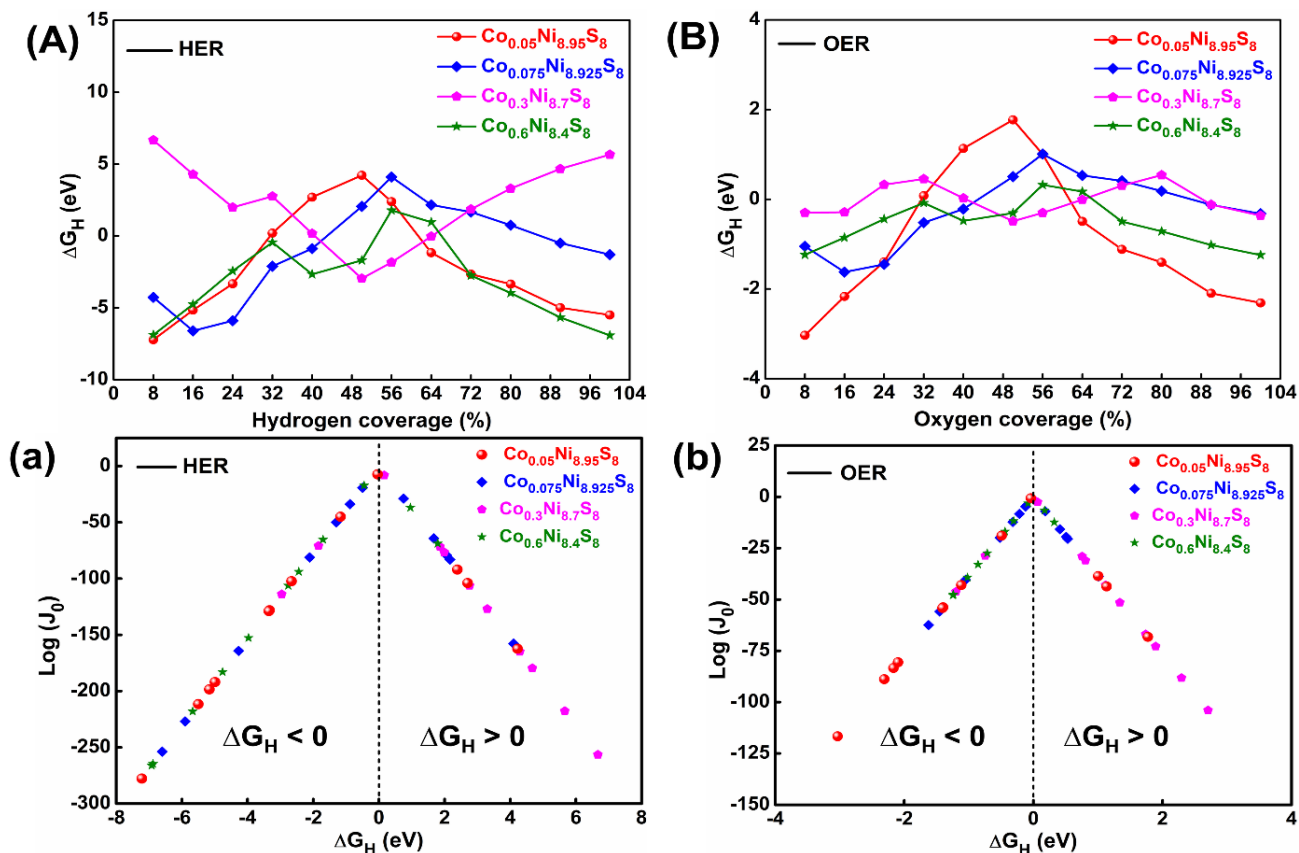 (A)
HER
Co0.05Ni8.95S8
Co0.075Ni8.925S8
Co0.3Ni8.7S8
Co0.6Ni8.4S8
15
10
5
0
-5
-10
ΔGH (eV)
0 8 16 24 32 40 48 56 64 72 80 88 96 104
Hydrogen coverage (%)
(B)
OER
Co0.05Ni8.95S8
Co0.075Ni8.925S8
Co0.3Ni8.7S8
Co0.6Ni8.4S8
4
2
0
-2
-4
ΔGH (eV)
0 8 16 24 32 40 48 56 64 72 80 88 96 104
Oxygen coverage (%)
(a)
HER
Co0.05Ni8.95S8
Co0.075Ni8.925S8
Co0.3Ni8.7S8
Co0.6Ni8.4S8
0
-50
-100
-150
-200
-250
-300
Log (J0)
ΔGH < 0
ΔGH > 0
-8 -6 -4 -2 0 2 4 6 8
ΔGH (eV)
(b)
OER
Co0.05Ni8.95S8
Co0.075Ni8.925S8
Co0.3Ni8.7S8
Co0.6Ni8.4S8
25
0
-25
-50
-75
-100
-125
-150
Log (J0)
ΔGH < 0
ΔGH > 0
-4 -2 0 2 4
ΔGH (eV)